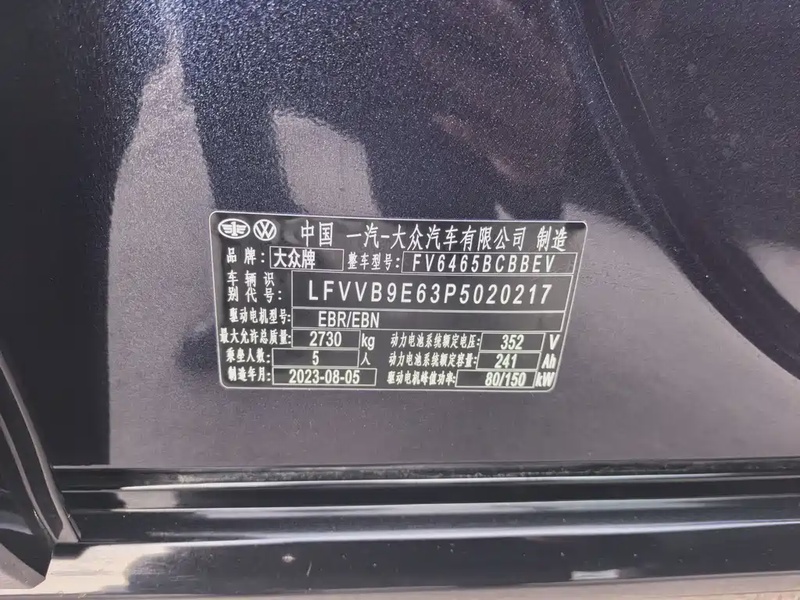 中国 一汽-大众汽车有限公司 制造
品牌: 大众牌 整车型号: FV6465BCBBEV
车辆识别代号: LFVVB9E63P5020217
驱动电机型号: EBR/EBN
最大允许总质量: 2730 kg 动力电池系统额定电压: 352 V
乘坐人数: 5 人 动力电池系统额定容量: 241 Ah
制造年月: 2023-08-05 驱动电机峰值功率: 80/150 kW